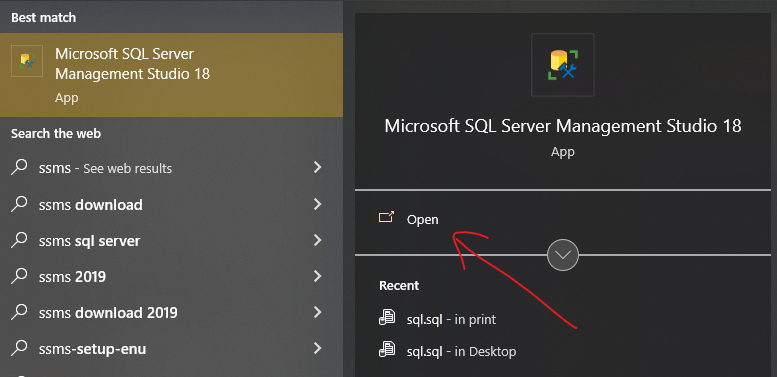 Best match
Microsoft SQL Server
Management Studio 18
App
Search the web
ssms - See web results
ssms download
ssms sql server
ssms 2019
ssms download 2019
ssms-setup-enu
Microsoft SQL Server Management Studio 18
App
Open
Recent
sql.sql - in print
sql.sql - in Desktop